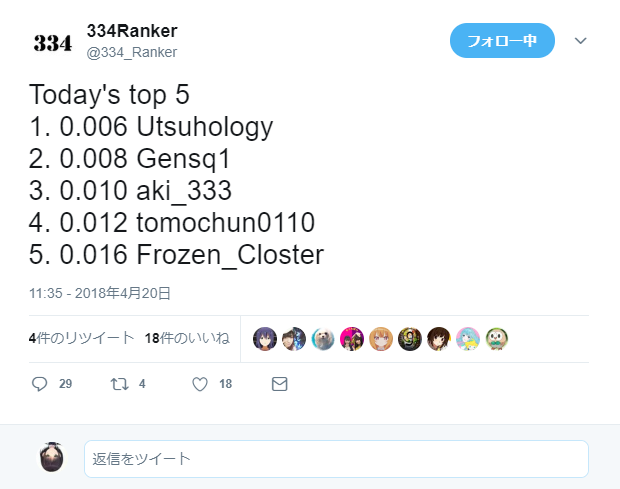 334
334Ranker
@334_Ranker
フォロー中
Today's top 5
1. 0.006 Utsuhology
2. 0.008 Gensq1
3. 0.010 aki_333
4. 0.012 tomochun0110
5. 0.016 Frozen_Closter
11:35 - 2018年4月20日
4件のリツイート 18件のいいね
29 4 18
返信をツイート